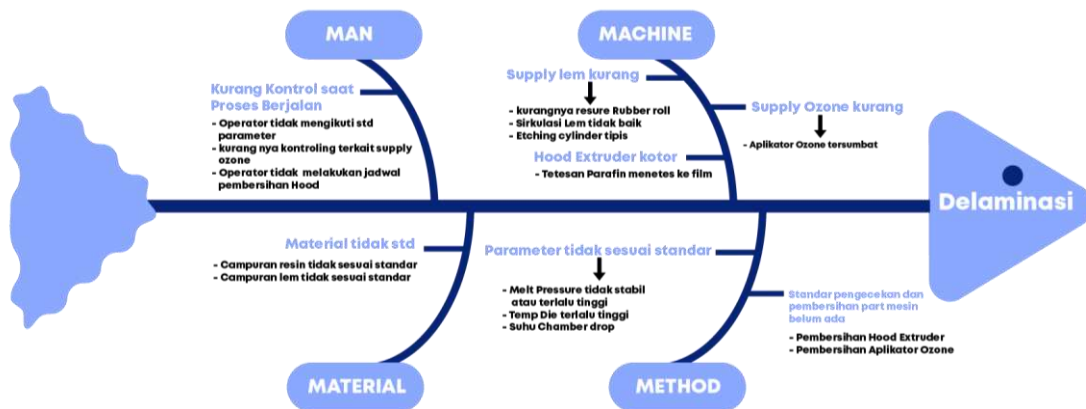 MAN
Kurang Kontrol saat
Proses Berjalan
- Operator tidak mengikuti std
parameter
- kurang nya kontroling terkait supply
ozone
- Operator tidak melakukan jadwal
pembersihan Hood
MACHINE
Supply lem kurang
- kurangnya resure Rubber roll
- Sirkulasi Lem tidak baik
- Etching cylinder tipis
Hood Extruder kotor
- Tetesan Parafin menetes ke film
Supply Ozone kurang
- Aplikator Ozone tersumbat
Delaminasi
Material tidak std
- Campuran resin tidak sesuai standar
- Campuran lem tidak sesuai standar
MATERIAL
Parameter tidak sesuai standar
- Melt Pressure tidak stabil
atau terlalu tinggi
- Temp Die terlalu tinggi
- Suhu Chamber drop
Standar pengecekan dan
pembersihan part mesin
belum ada
- Pembersihan Hood Extruder
- Pembersihan Aplikator Ozone
METHOD